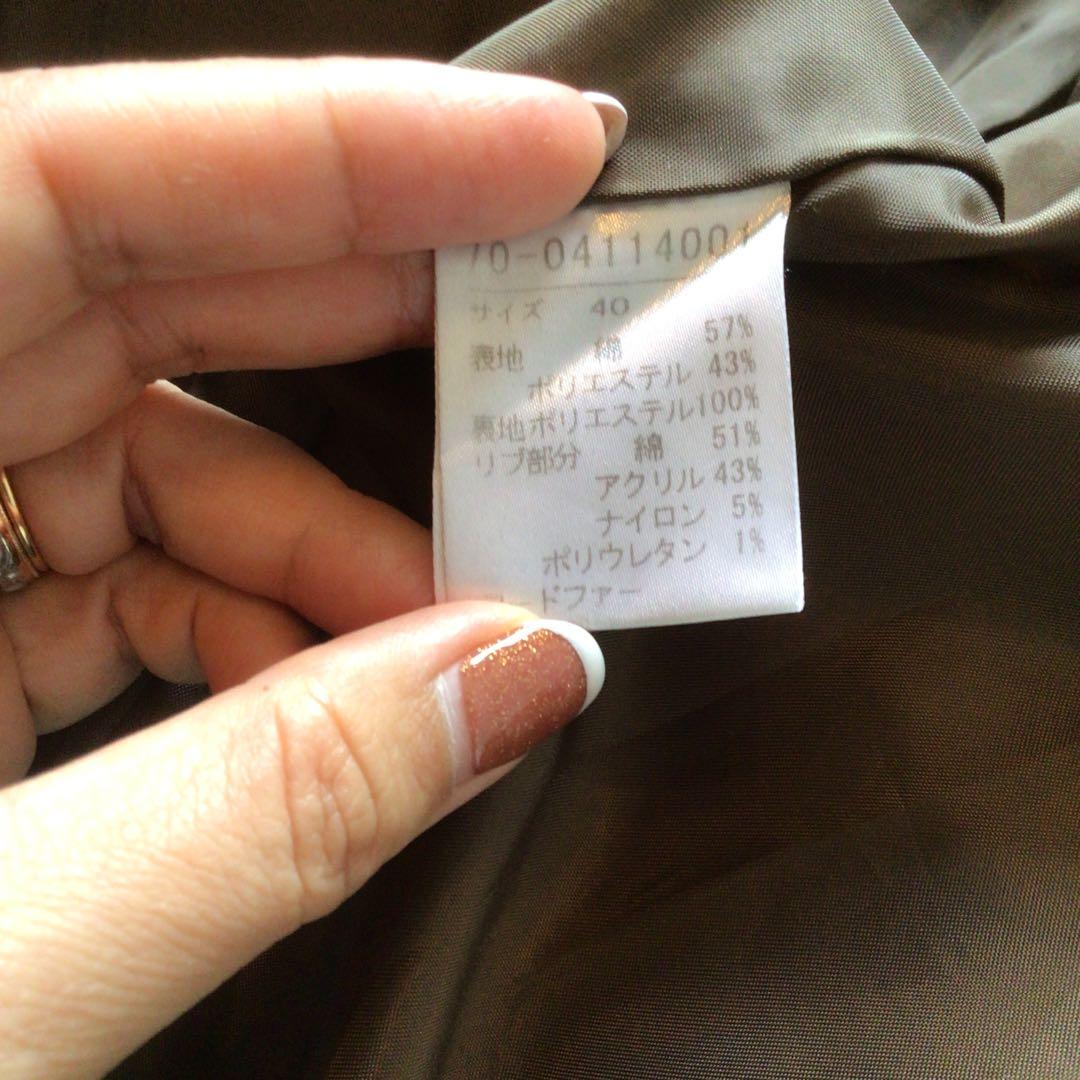 70-04114001
サイズ 40
表地 綿 57%
ポリエステル 43%
裏地ポリエステル100%
リブ部分 綿 51%
アクリル 43%
ナイロン 5%
ポリウレタン 1%
ードファー